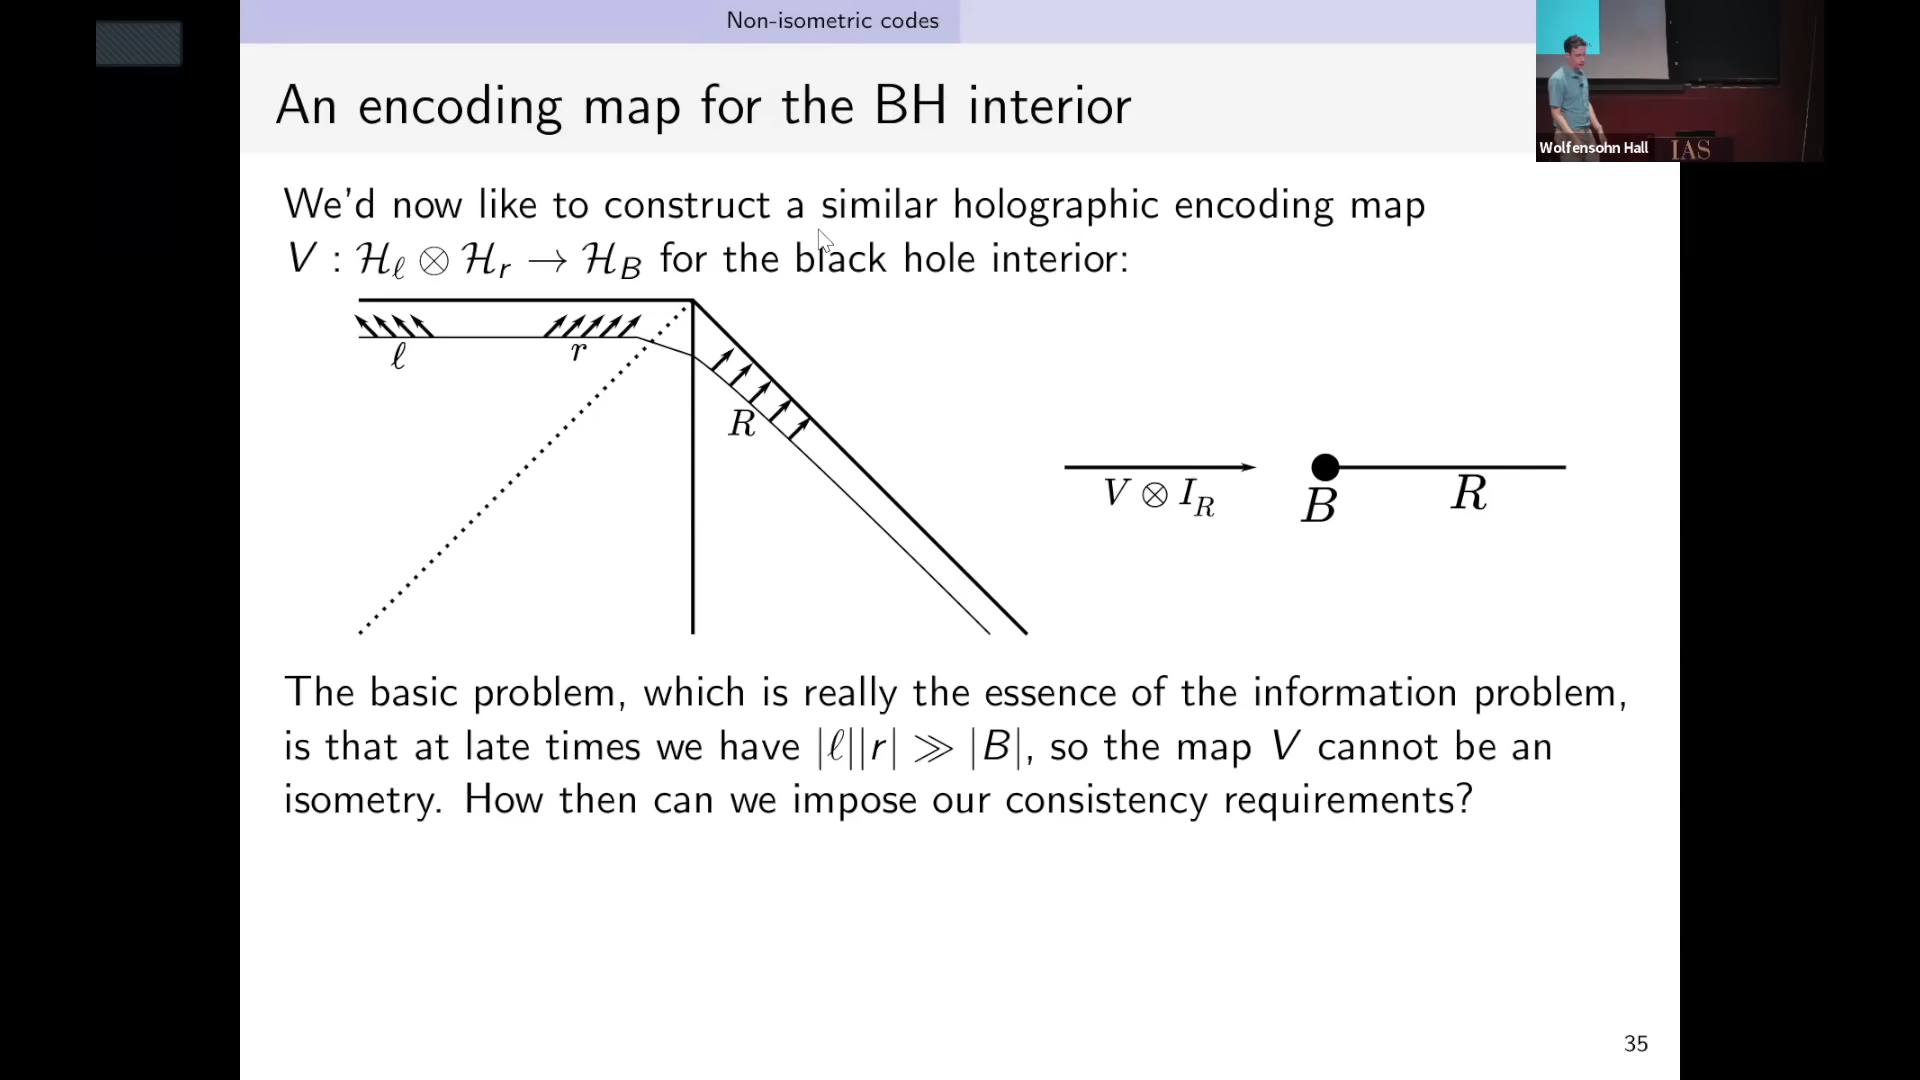 Non-isometric codes
An encoding map for the BH interior
Wolfensohn Hall
IAS
We'd now like to construct a similar holographic encoding map
V : ℋ_ℓ ⊗ ℋ_r → ℋ_B for the black hole interior:
ℓ
r
R
V ⊗ I_R
B
R
The basic problem, which is really the essence of the information problem,
is that at late times we have |ℓ||r| ≫ |B|, so the map V cannot be an
isometry. How then can we impose our consistency requirements?
35